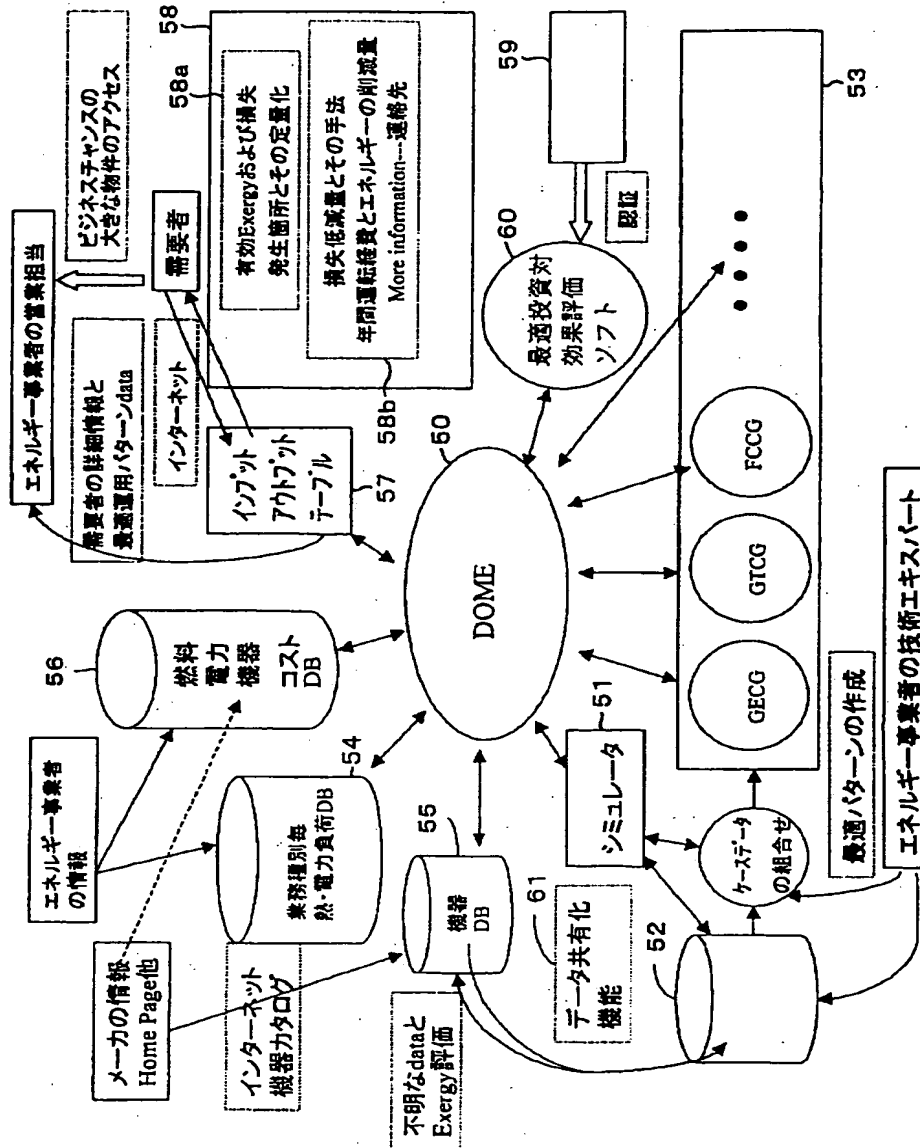 エネルギー事業者の営業担当
ビジネスチャンスの
大きな物件のアクセス
需要者の詳細情報と
最適運用パターンdata
インターネット
需要者
58
58a
有効Exergyおよび損失
発生箇所とその定量化
損失低減量とその手法
年間運転経費とエネルギーの削減量
More information---連絡先
58b
59
認証
60
最適投資対
効果評価
ソフト
インプット
アウトプット
テーブル
57
50
DOME
56
燃料
電力
機器
コスト
DB
エネルギー事業者
の情報
メーカの情報
Home Page他
54
業務種別毎
熱・電力負荷DB
インターネット
機器カタログ
55
機器
DB
不明なdataと
Exergy評価
61
データ共有化
機能
51
シミュレータ
52
ケースデータ
の組合せ
53
GECG
GTCG
FCCG
最適パターンの作成
エネルギー事業者の技術エキスパート